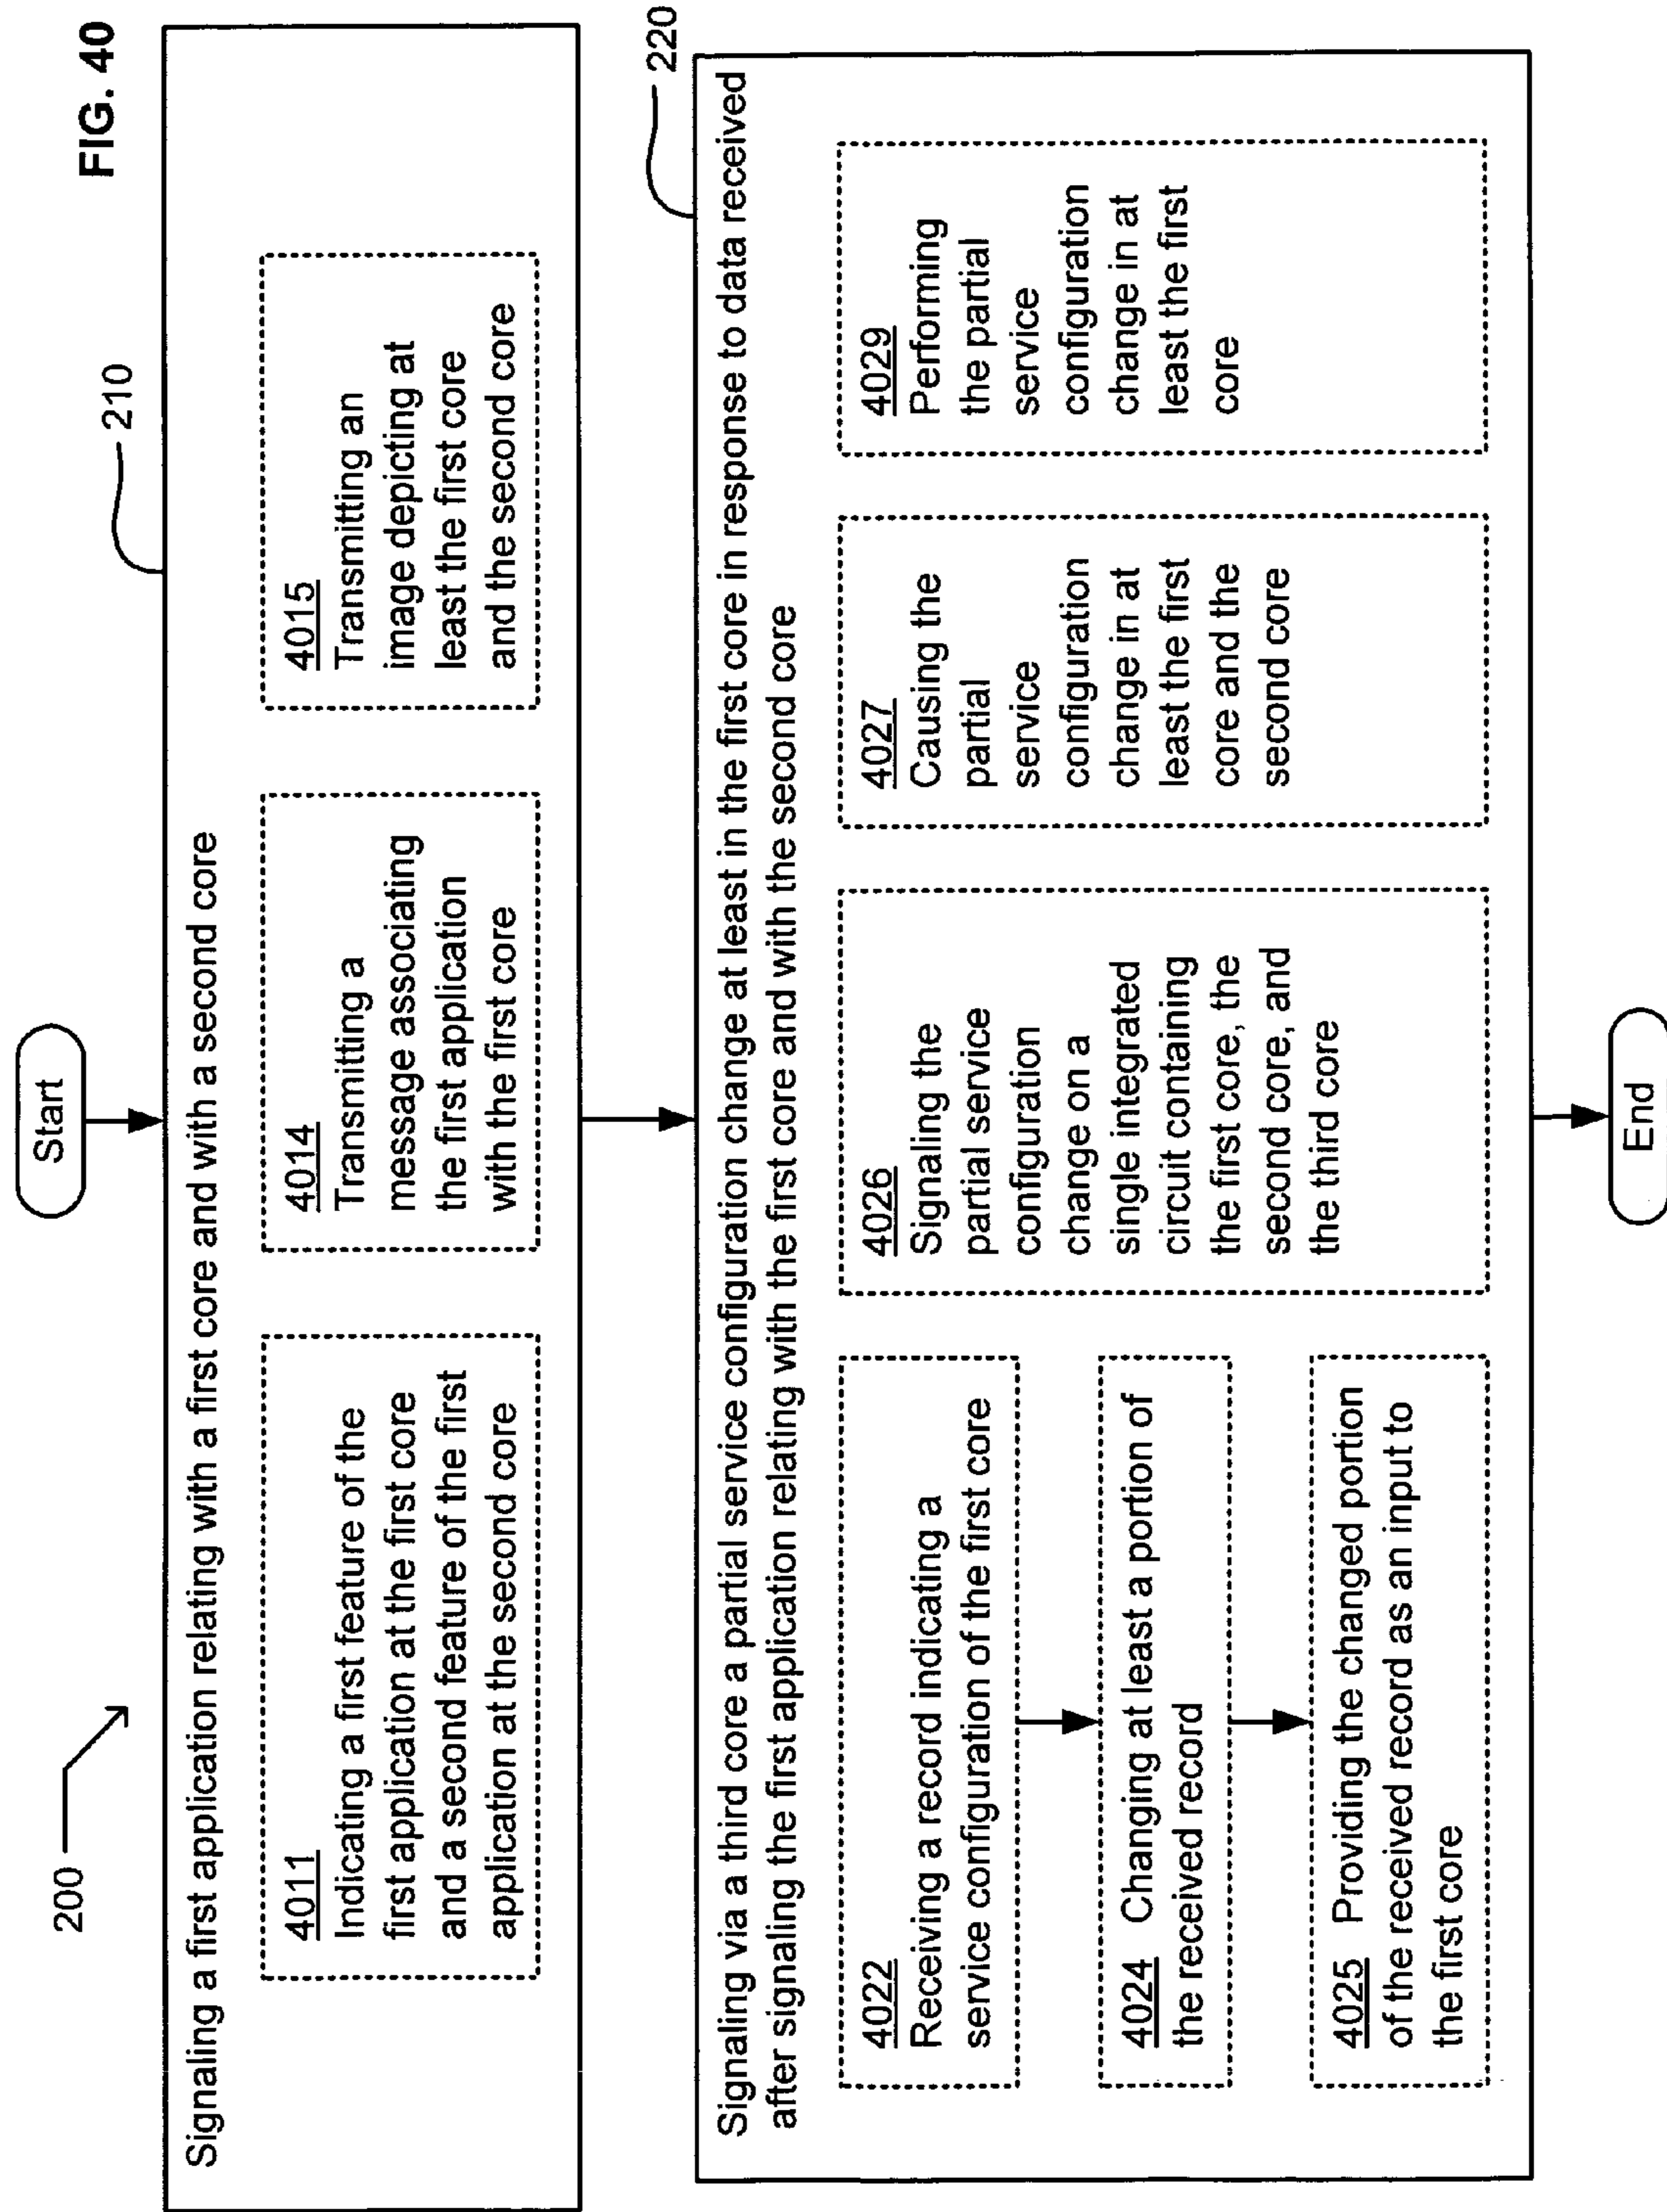 FIG. 40
200
Start
210
Signaling a first application relating with a first core and with a second core
4011
Indicating a first feature of the
first application at the first core
and a second feature of the first
application at the second core
4014
Transmitting a
message associating
the first application
with the first core
4015
Transmitting an
image depicting at
least the first core
and the second core
220
Signaling via a third core a partial service configuration change at least in the first core in response to data received
after signaling the first application relating with the first core and with the second core
4022
Receiving a record indicating a
service configuration of the first core
4024 Changing at least a portion of
the received record
4025 Providing the changed portion
of the received record as an input to
the first core
4026
Signaling the
partial service
configuration
change on a
single integrated
circuit containing
the first core, the
second core, and
the third core
4027
Causing the
partial
service
configuration
change in at
least the first
core and the
second core
4029
Performing
the partial
service
configuration
change in at
least the first
core
End